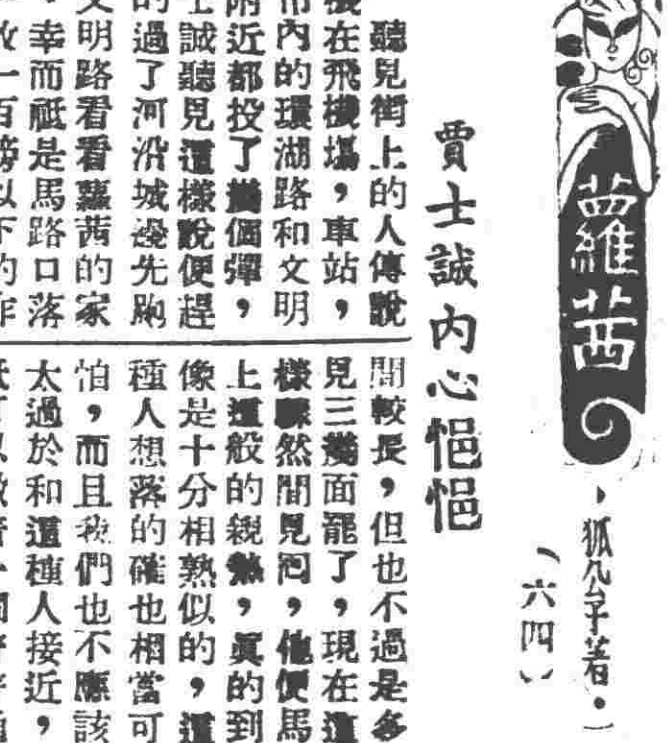 蘿茜
・狐公子著・
（六四）
賈士誠内心悒悒
聽見街上的人傳說
機在飛機場，車站，
市內的環湖路和文明
附近都投了幾個彈，
士誠聽見這樣說便趕
的過了河沿城邊先跑
文明路看看蘿茜的家
幸而祗是馬路口落
一百磅以下的炸
間較長，但也不過是多
見三幾面罷了，現在這
樣驟然間見，他便馬
上這般的親熱，眞的到
像是十分相熟似的，這
種人想落的確也相當可
怕，而且我們也不應該
太過於和這種人接近，